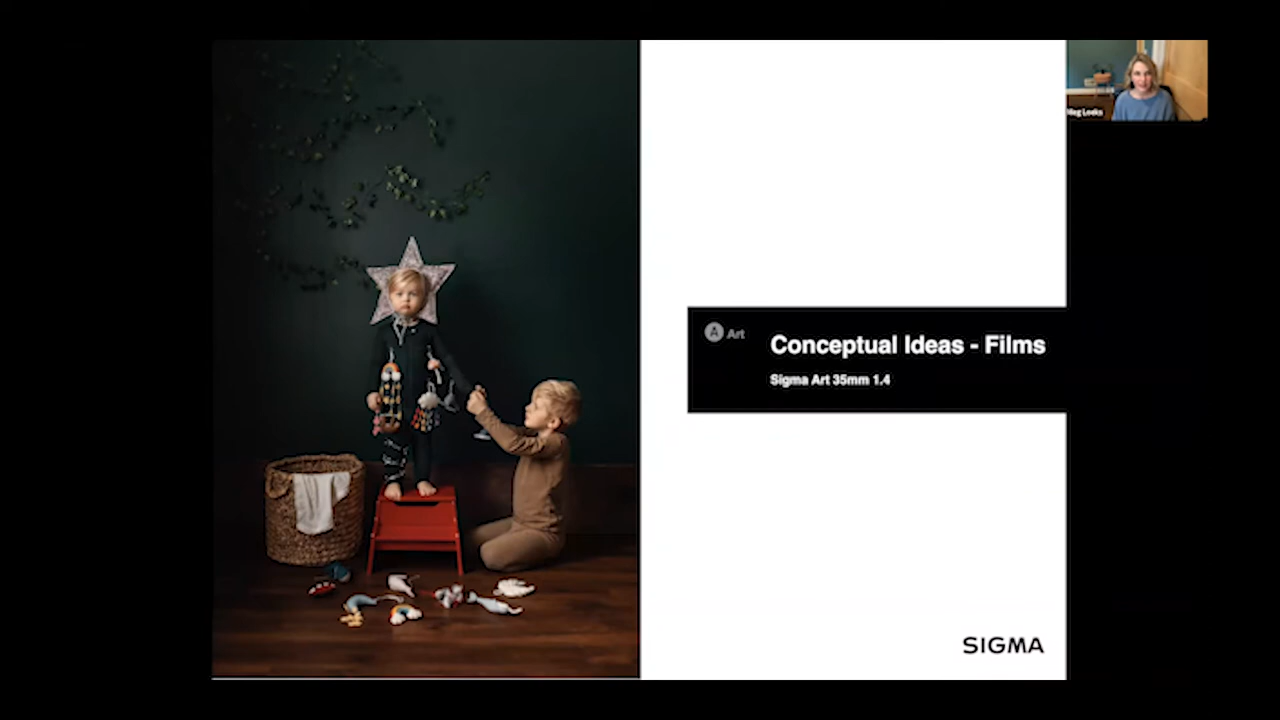 Meg Loeks
A Art
Conceptual Ideas - Films
Sigma Art 35mm 1.4
SIGMA